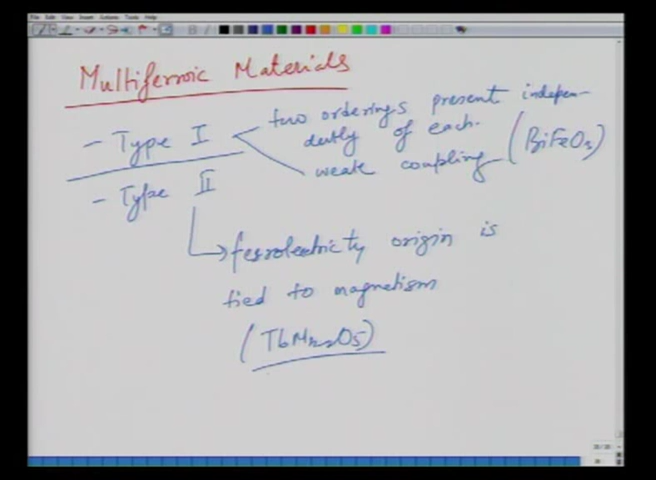 Multiferroic Materials
- Type I
two orderings present indepen-
dently of each.
weak coupling (BiFeO3)
- Type II
ferroelectricty origin is
tied to magnetism
(TbMn2O5)